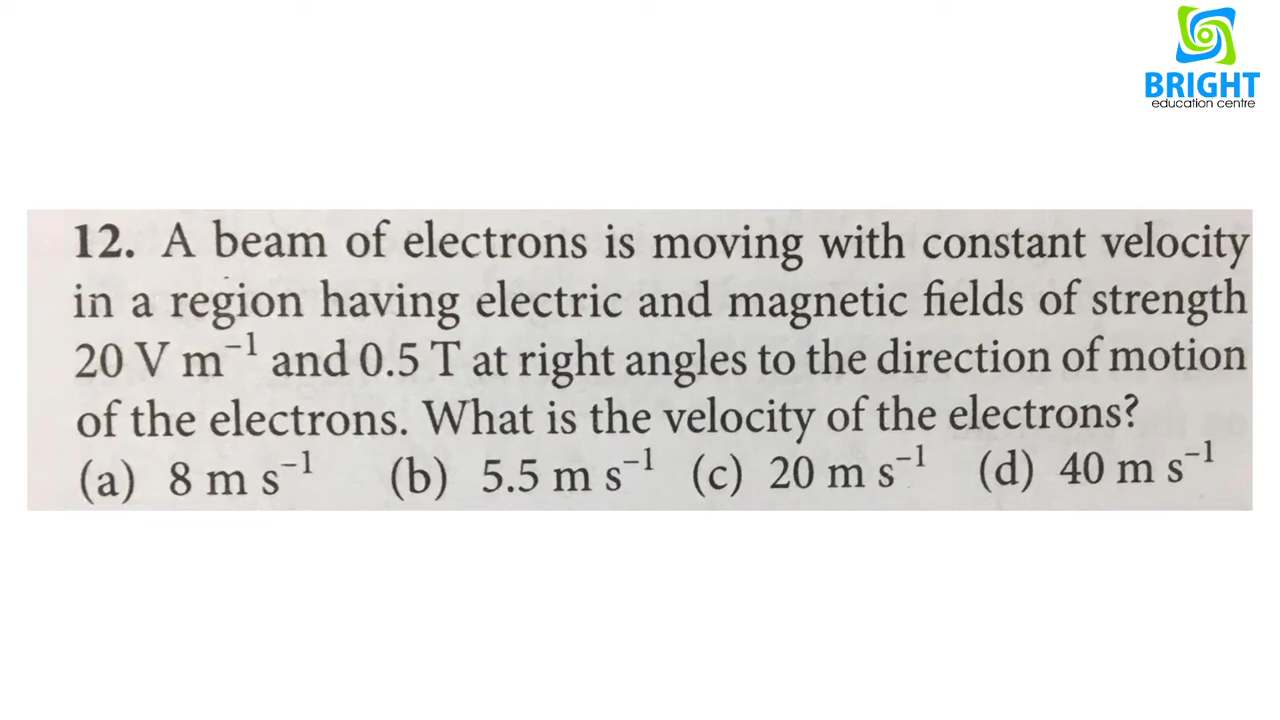 BRIGHT
education centre
12. A beam of electrons is moving with constant velocity
in a region having electric and magnetic fields of strength
20 V m⁻¹ and 0.5 T at right angles to the direction of motion
of the electrons. What is the velocity of the electrons?
(a) 8 m s⁻¹ (b) 5.5 m s⁻¹ (c) 20 m s⁻¹ (d) 40 m s⁻¹